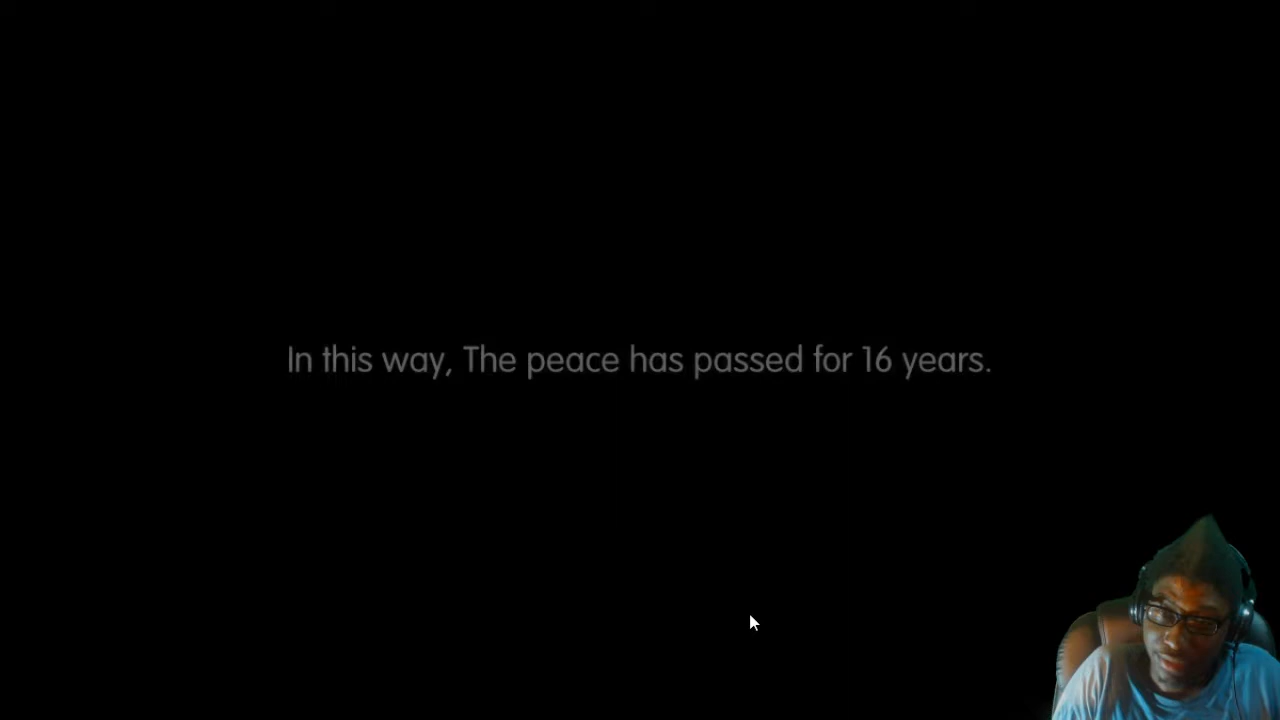 In this way, The peace has passed for 16 years.